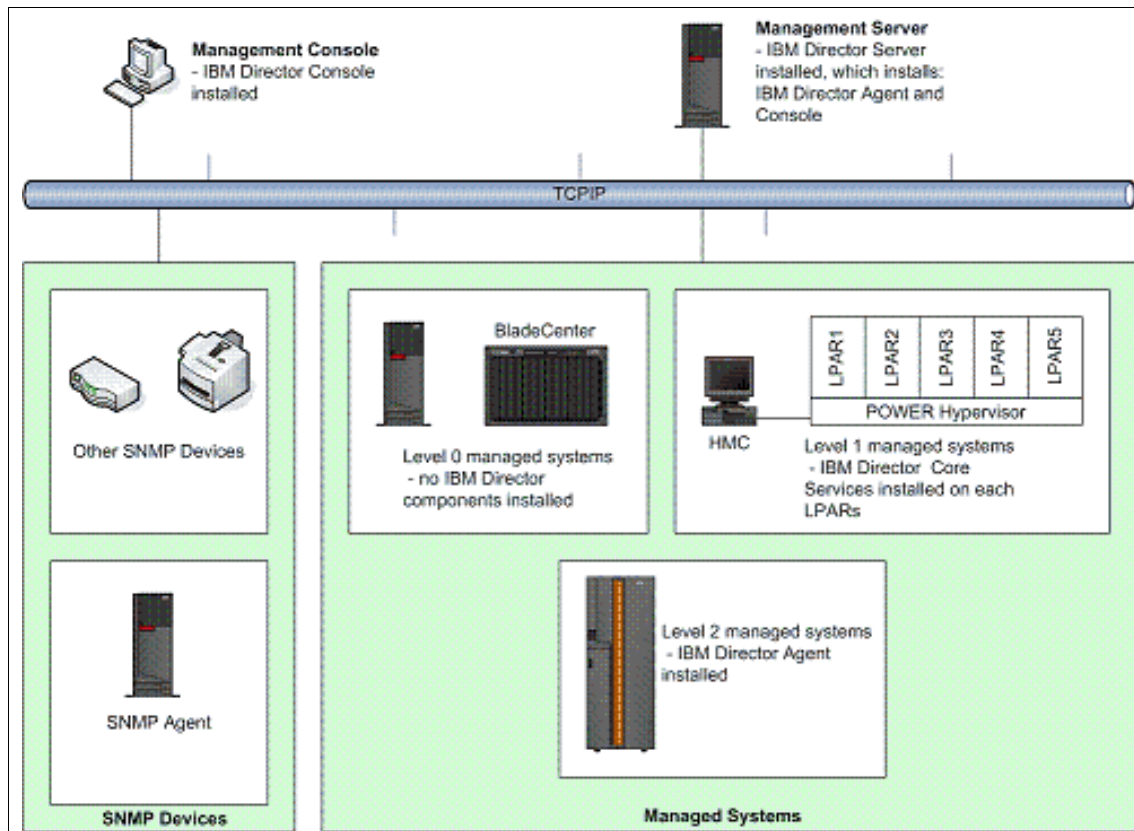 Management Console
- IBM Director Console
installed
Management Server
- IBM Director Server
installed, which installs:
IBM Director Agent and
Console
TCPIP
Other SNMP Devices
SNMP Agent
SNMP Devices
BladeCenter
Level 0 managed systems
- no IBM Director
components installed
HMC
LPAR1
LPAR2
LPAR3
LPAR4
LPAR5
POWER Hypervisor
Level 1 managed systems
- IBM Director Core
Services installed on each
LPARs
Level 2 managed systems
- IBM Director Agent
installed
Managed Systems